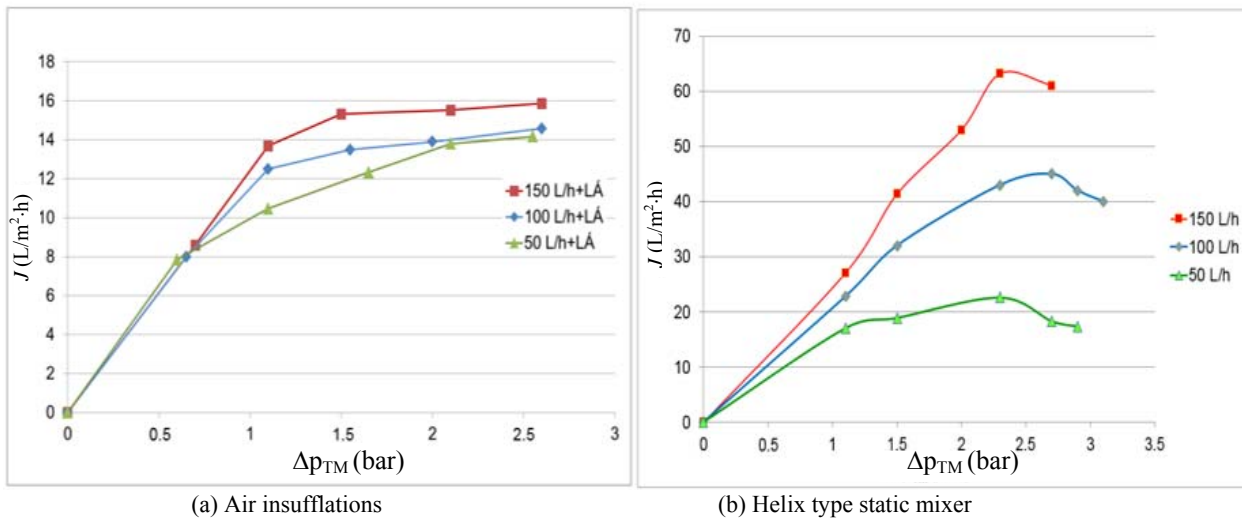 18
16
14
12
10
8
6
4
2
0
J (L/m²·h)
0 0.5 1 1.5 2 2.5 3
ΔpTM (bar)
150 L/h+LÁ
100 L/h+LÁ
50 L/h+LÁ
(a) Air insufflations
70
60
50
40
30
20
10
0
J (L/m²·h)
0 0.5 1 1.5 2 2.5 3 3.5
ΔpTM (bar)
150 L/h
100 L/h
50 L/h
(b) Helix type static mixer